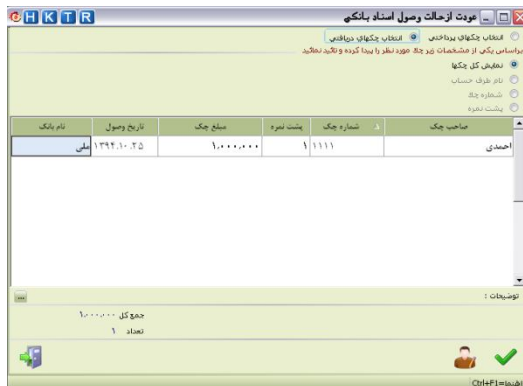 عودت ازحالت وصول اسناد بانکی
H K T R
انتخاب چکهای پرداختی انتخاب چکهای دریافتی
براساس یکی از مشخصات زیر چک مورد نظر را پیدا کرده و تائید نمائید
نمایش کل چکها
نام طرف حساب
شماره چک
پشت نمره
صاحب چک شماره چک پشت نمره مبلغ چک تاریخ وصول نام بانک
احمدی ۱۱۱۱ ۱ ۱،۰۰۰،۰۰۰ ۱۳۹۴.۱۰.۲۵ ملی
توضیحات :
جمع کل ۱،۰۰۰،۰۰۰
تعداد ۱
راهنما=Ctrl+F1